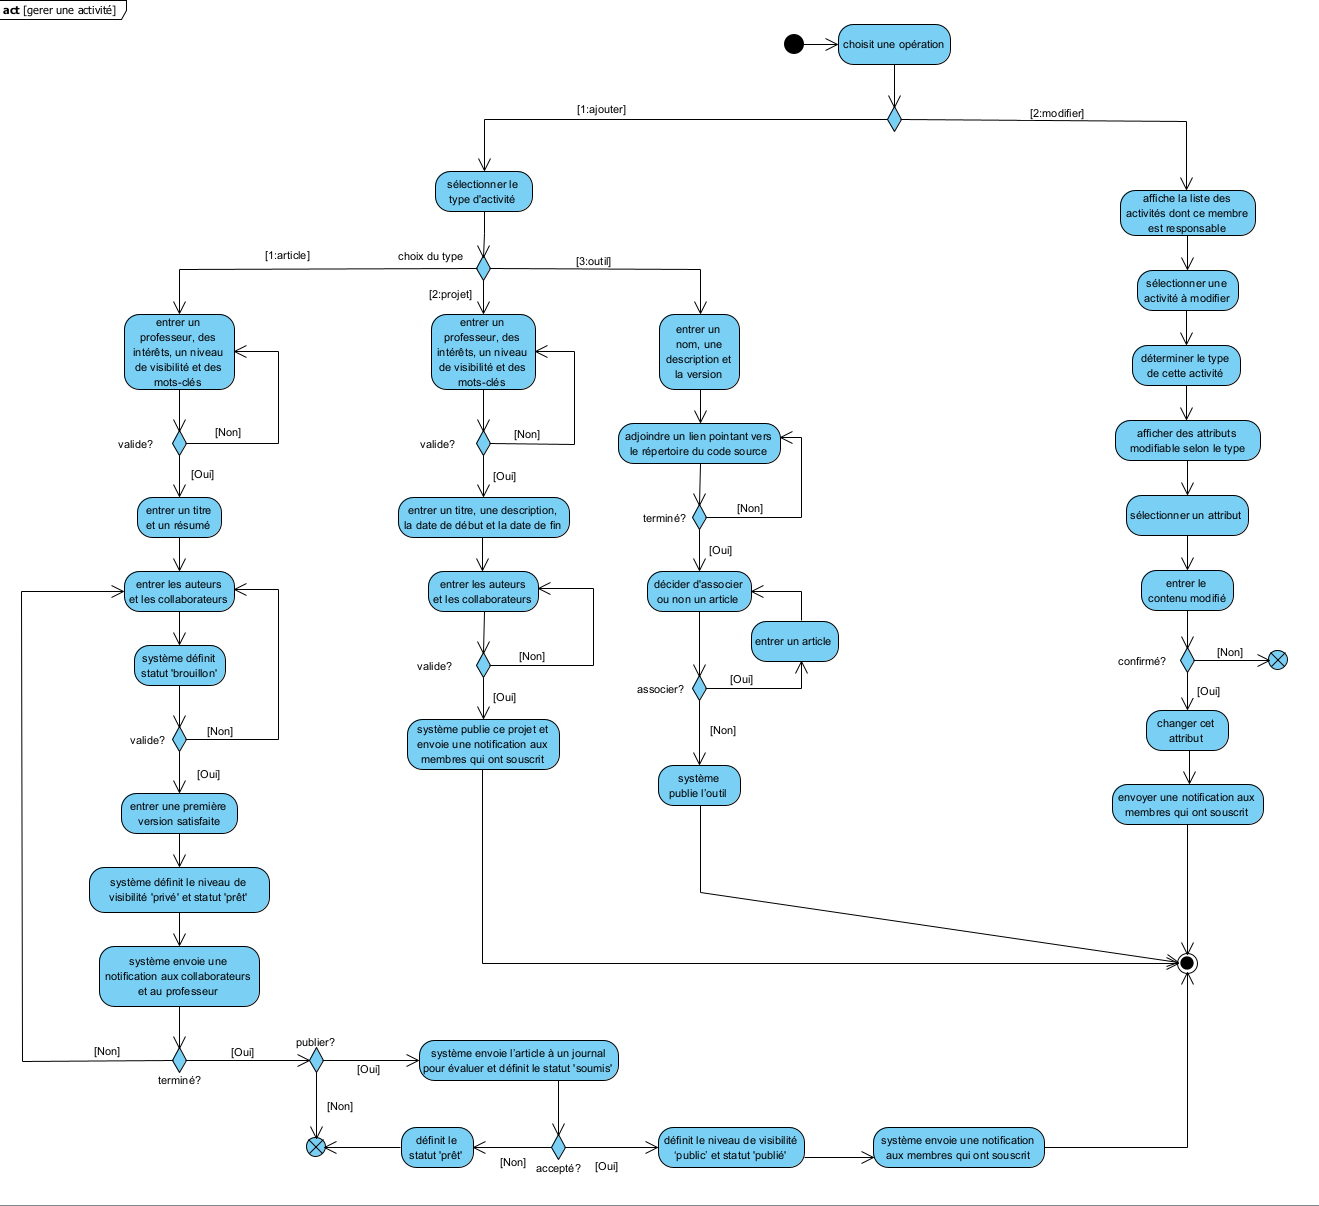 act [gerer une activité]
choisit une opération
[1:ajouter]
[2:modifier]
sélectionner le
type d'activité
affiche la liste des
activités dont ce membre
est responsable
[1:article]
choix du type
[3:outil]
[2:projet]
sélectionner une
activité à modifier
entrer un
professeur, des
intérêts, un niveau
de visibilité et des
mots-clés
entrer un
professeur, des
intérêts, un niveau
de visibilité et des
mots-clés
entrer un
nom, une
description et
la version
déterminer le type
de cette activité
valide?
[Non]
valide?
[Non]
adjoindre un lien pointant vers
le répertoire du code source
afficher des attributs
modifiable selon le type
[Oui]
[Oui]
entrer un titre
et un résumé
entrer un titre, une description,
la date de début et la date de fin
terminé?
[Non]
sélectionner un attribut
[Oui]
entrer les auteurs
et les collaborateurs
entrer les auteurs
et les collaborateurs
décider d'associer
ou non un article
entrer le
contenu modifié
entrer un article
système définit
statut 'brouillon'
valide?
[Non]
confirmé?
[Non]
[Oui]
associer?
[Oui]
[Oui]
valide?
[Non]
système publie ce projet et
envoie une notification aux
membres qui ont souscrit
[Non]
changer cet
attribut
[Oui]
système
publie l'outil
entrer une première
version satisfaite
envoyer une notification aux
membres qui ont souscrit
système définit le niveau de
visibilité 'privé' et statut 'prêt'
système envoie une
notification aux collaborateurs
et au professeur
[Non]
terminé?
[Oui]
publier?
[Oui]
système envoie l'article à un journal
pour évaluer et définit le statut 'soumis'
[Non]
définit le
statut 'prêt'
[Non]
accepté?
[Oui]
définit le niveau de visibilité
'public' et statut 'publié'
système envoie une notification
aux membres qui ont souscrit